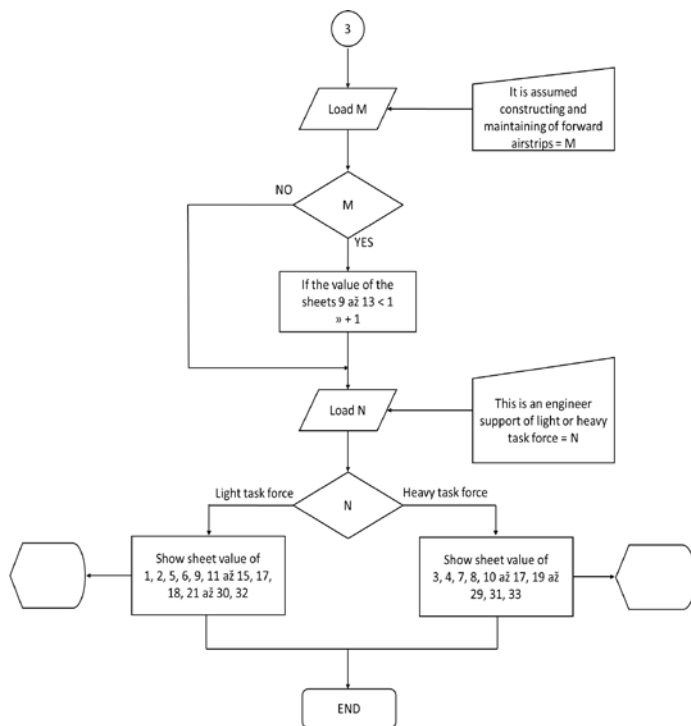 3
Load M
It is assumed
constructing and
maintaining of forward
airstrips = M
NO
M
YES
If the value of the
sheets 9 až 13 < 1
» + 1
Load N
This is an engineer
support of light or heavy
task force = N
Light task force
N
Heavy task force
Show sheet value of
1, 2, 5, 6, 9, 11 až 15, 17,
18, 21 až 30, 32
Show sheet value of
3, 4, 7, 8, 10 až 17, 19 až
29, 31, 33
END